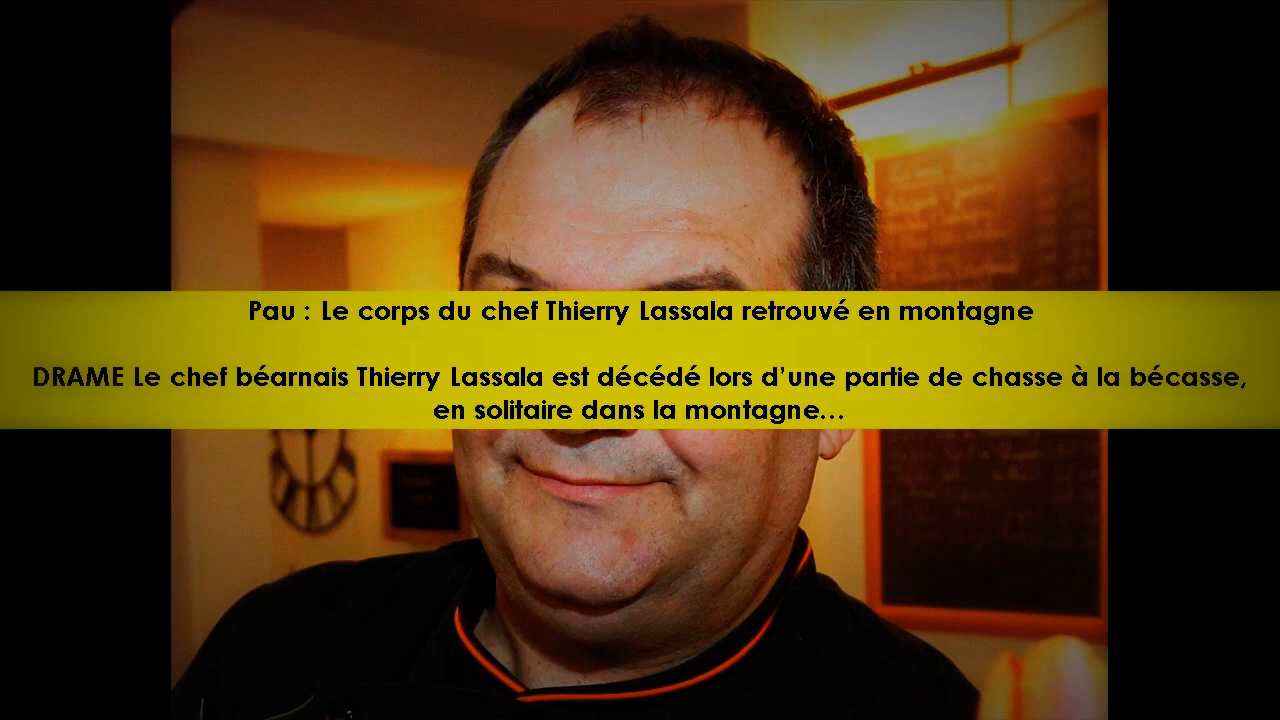 Pau : Le corps du chef Thierry Lassala retrouvé en montagne
DRAME Le chef béarnais Thierry Lassala est décédé lors d’une partie de chasse à la bécasse,
en solitaire dans la montagne…